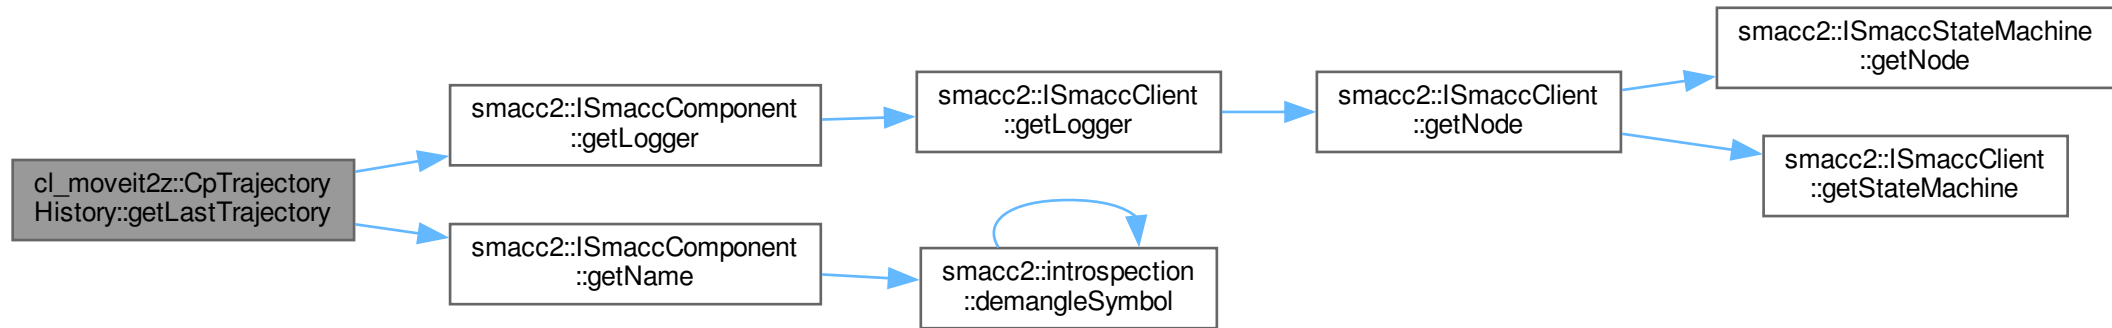 cl_moveit2z::CpTrajectory
History::getLastTrajectory
smacc2::ISmaccComponent
::getLogger
smacc2::ISmaccClient
::getLogger
smacc2::ISmaccClient
::getNode
smacc2::ISmaccStateMachine
::getNode
smacc2::ISmaccClient
::getStateMachine
smacc2::ISmaccComponent
::getName
smacc2::introspection
::demangleSymbol